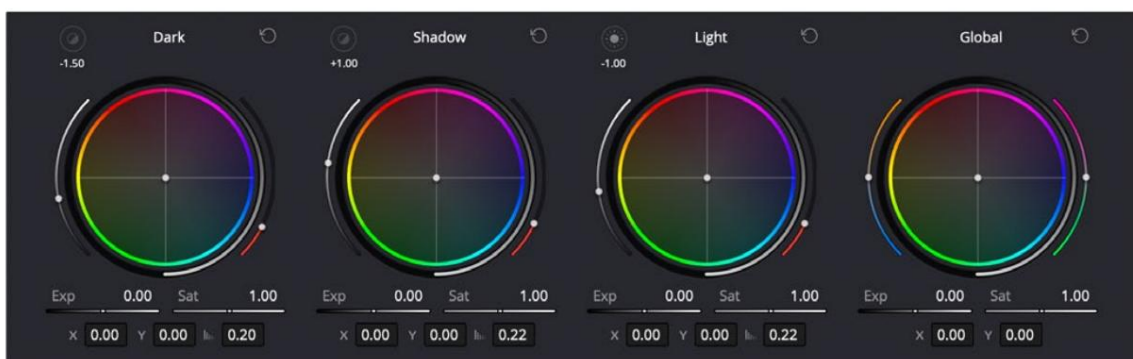 Dark Shadow Light Global
-1.50 +1.00 -1.00
Exp 0.00 Sat 1.00 Exp 0.00 Sat 1.00 Exp 0.00 Sat 1.00 Exp 0.00 Sat 1.00
X 0.00 Y 0.00 0.20 X 0.00 Y 0.00 0.22 X 0.00 Y 0.00 0.22 X 0.00 Y 0.00